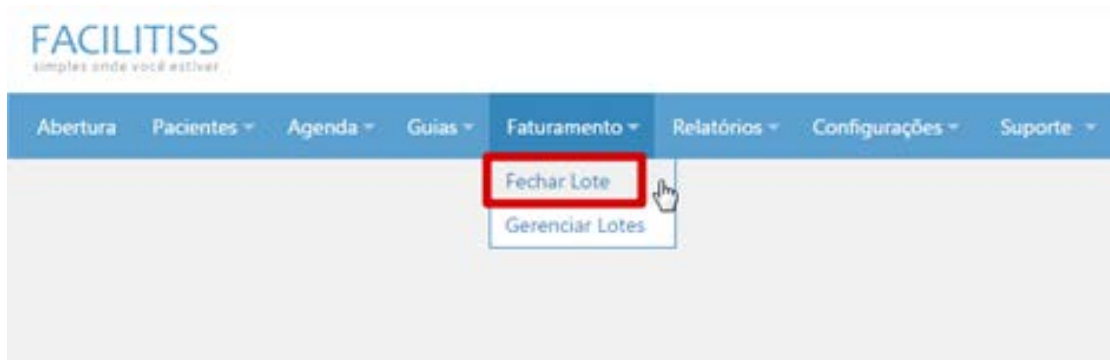 FACILITISS
simples onde você estiver
Abertura Pacientes Agenda Guias Faturamento Relatórios Configurações Suporte
Fechar Lote
Gerenciar Lotes